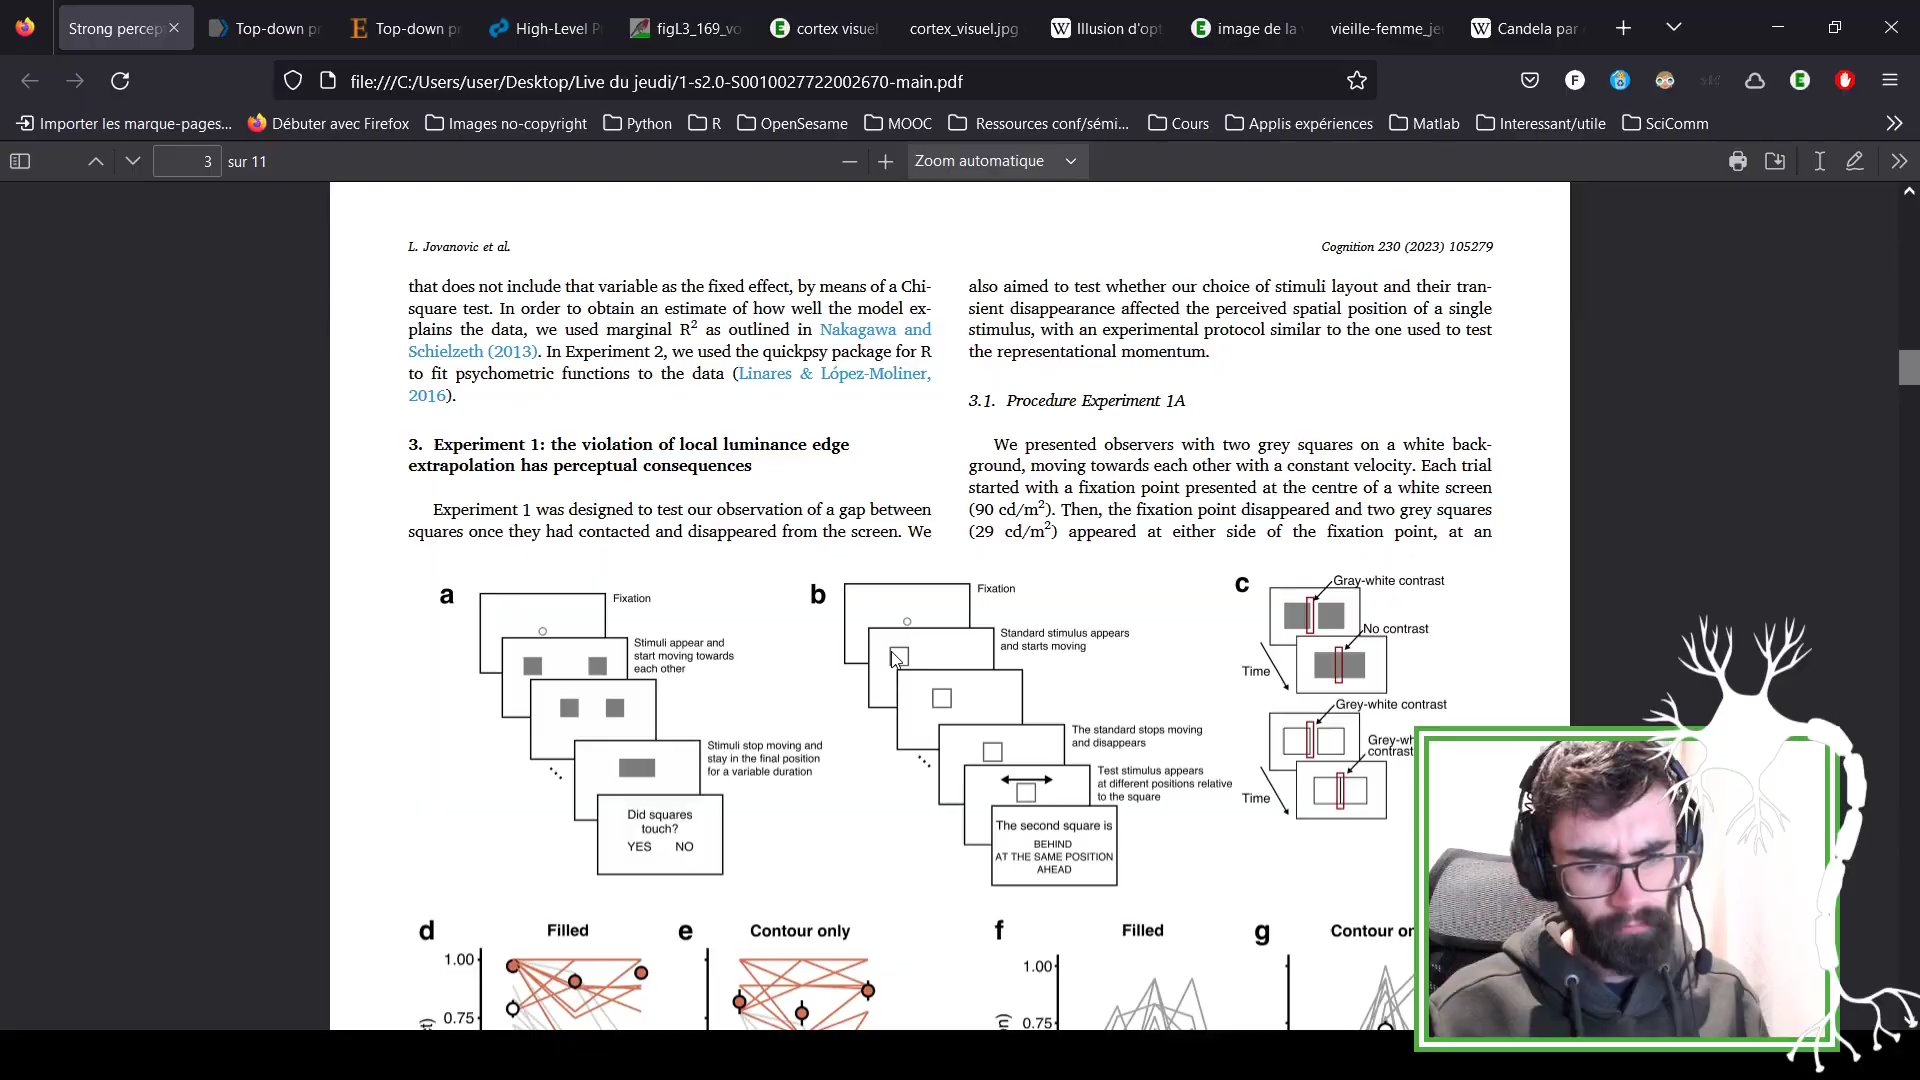 Strong percep
Top-down pr
Top-down pr
High-Level P
figL3_169_vo
cortex visuel
cortex_visuel.jpg
Illusion d'opt
image de la v
vieille-femme_je
Candela par
file:///C:/Users/user/Desktop/Live du jeudi/1-s2.0-S0010027722002670-main.pdf
Importer les marque-pages...
Débuter avec Firefox
Images no-copyright
Python
R
OpenSesame
MOOC
Ressources conf/sémi...
Cours
Applis expériences
Matlab
Interessant/utile
SciComm
3 sur 11
Zoom automatique
L. Jovanovic et al.
Cognition 230 (2023) 105279
that does not include that variable as the fixed effect, by means of a Chi-
square test. In order to obtain an estimate of how well the model ex-
plains the data, we used marginal R2 as outlined in Nakagawa and
Schielzeth (2013). In Experiment 2, we used the quickpsy package for R
to fit psychometric functions to the data (Linares & López-Moliner,
2016).
3. Experiment 1: the violation of local luminance edge
extrapolation has perceptual consequences
Experiment 1 was designed to test our observation of a gap between
squares once they had contacted and disappeared from the screen. We
also aimed to test whether our choice of stimuli layout and their tran-
sient disappearance affected the perceived spatial position of a single
stimulus, with an experimental protocol similar to the one used to test
the representational momentum.
3.1. Procedure Experiment 1A
We presented observers with two grey squares on a white back-
ground, moving towards each other with a constant velocity. Each trial
started with a fixation point presented at the centre of a white screen
(90 cd/m2). Then, the fixation point disappeared and two grey squares
(29 cd/m2) appeared at either side of the fixation point, at an
a
Fixation
Stimuli appear and
start moving towards
each other
Stimuli stop moving and
stay in the final position
for a variable duration
Did squares
touch?
YES NO
b
Fixation
Standard stimulus appears
and starts moving
The standard stops moving
and disappears
Test stimulus appears
at different positions relative
to the square
The second square is
BEHIND
AT THE SAME POSITION
AHEAD
c
Gray-white contrast
No contrast
Time
Grey-white contrast
Grey-wh
contrast
Time
d
Filled
1.00
0.75
e
Contour only
f
Filled
1.00
0.75
g
Contour on